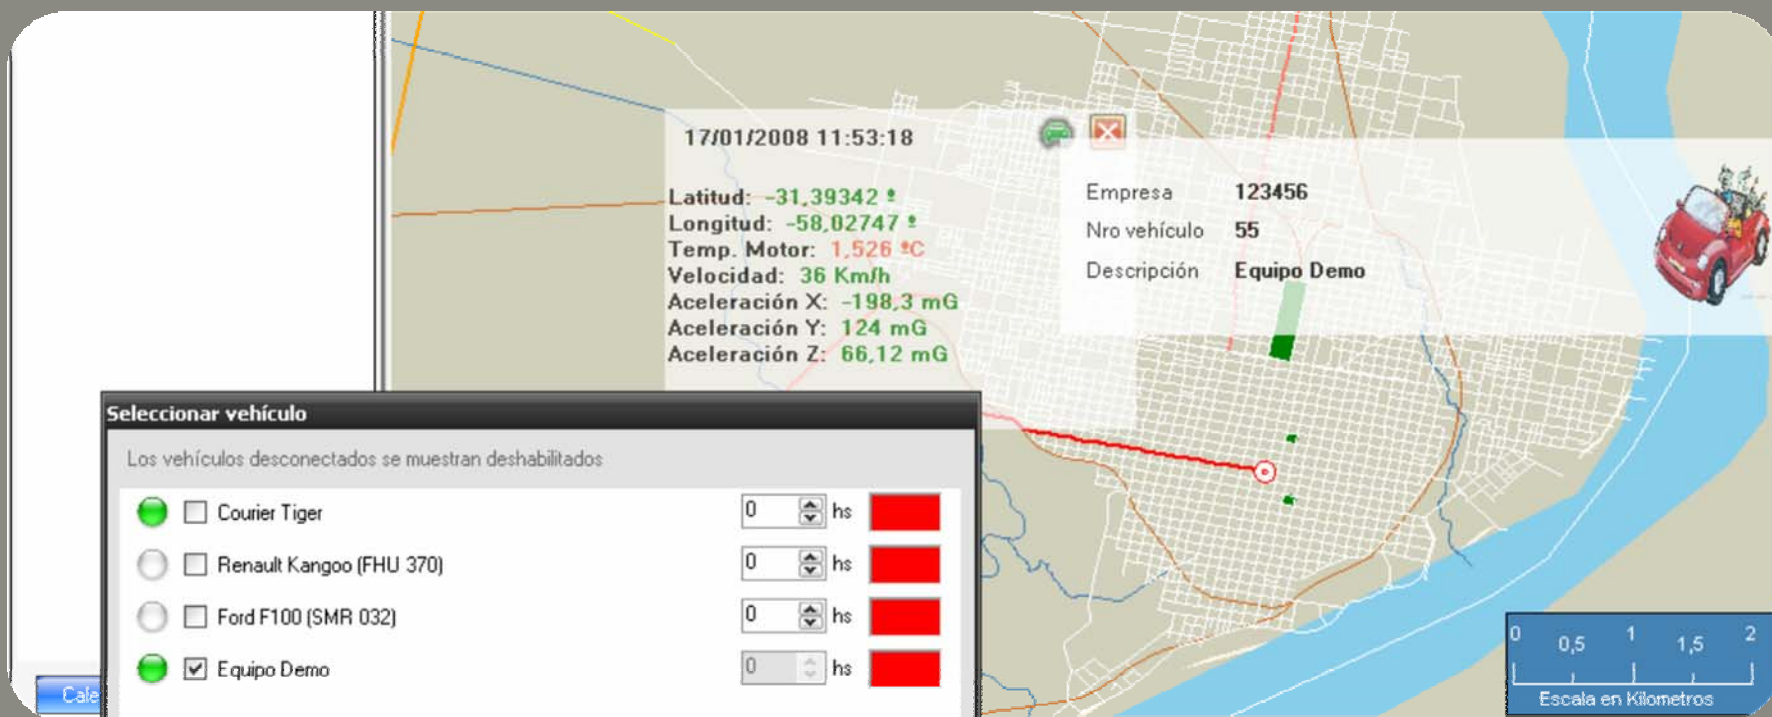 17/01/2008 11:53:18
Latitud: -31,39342 º
Longitud: -58,02747 º
Temp. Motor: 1,526 ºC
Velocidad: 36 Km/h
Aceleración X: -198,3 mG
Aceleración Y: 124 mG
Aceleración Z: 66,12 mG
Empresa 123456
Nro vehículo 55
Descripción Equipo Demo
Seleccionar vehículo
Los vehículos desconectados se muestran deshabilitados
Courier Tiger 0 hs
Renault Kangoo (FHU 370) 0 hs
Ford F100 (SMR 032) 0 hs
Equipo Demo 0 hs
Cale
0 0,5 1 1,5 2
Escala en Kilometros